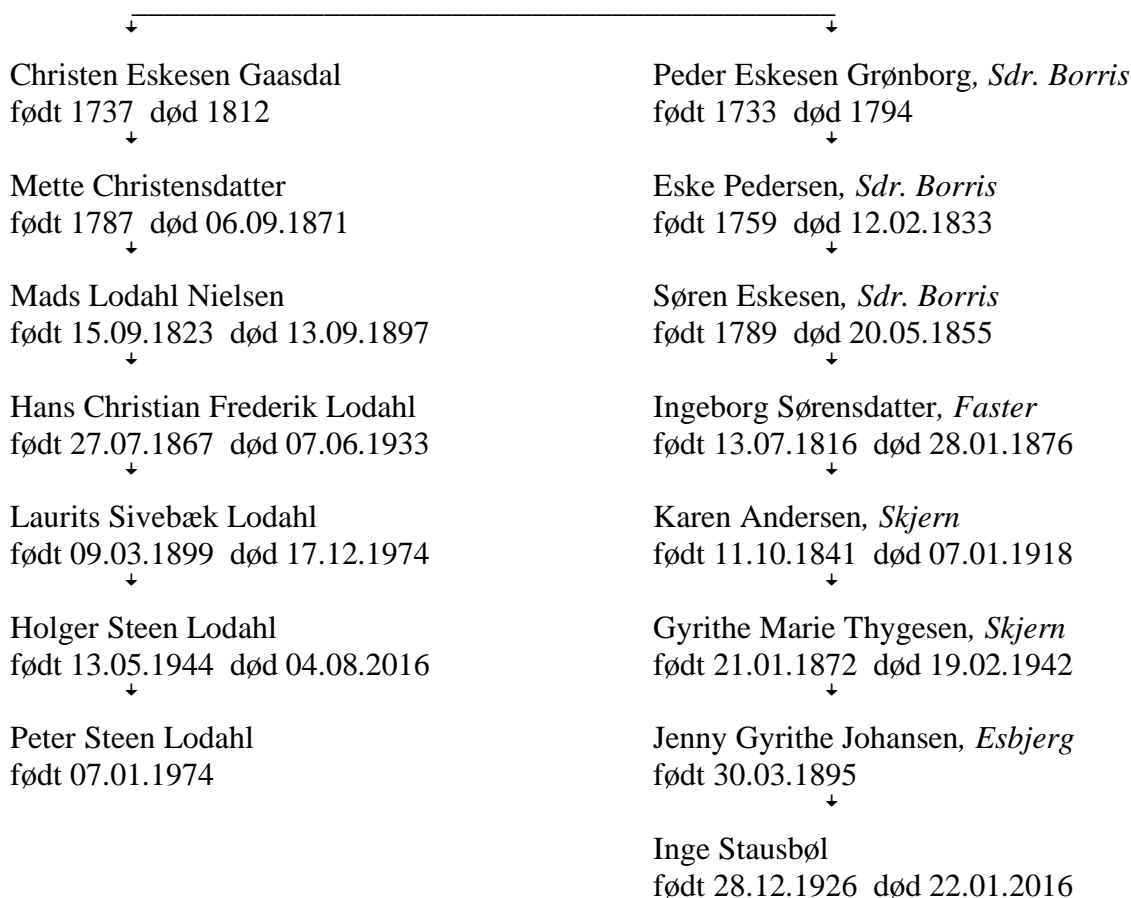 Christen Eskesen Gaasdal
født 1737 død 1812
Mette Christensdatter
født 1787 død 06.09.1871
Mads Lodahl Nielsen
født 15.09.1823 død 13.09.1897
Hans Christian Frederik Lodahl
født 27.07.1867 død 07.06.1933
Laurits Sivebæk Lodahl
født 09.03.1899 død 17.12.1974
Holger Steen Lodahl
født 13.05.1944 død 04.08.2016
Peter Steen Lodahl
født 07.01.1974
Peder Eskesen Grønborg, Sdr. Borris
født 1733 død 1794
Eske Pedersen, Sdr. Borris
født 1759 død 12.02.1833
Søren Eskesen, Sdr. Borris
født 1789 død 20.05.1855
Ingeborg Sørensdatter, Faster
født 13.07.1816 død 28.01.1876
Karen Andersen, Skjern
født 11.10.1841 død 07.01.1918
Gyrithe Marie Thygesen, Skjern
født 21.01.1872 død 19.02.1942
Jenny Gyrithe Johansen, Esbjerg
født 30.03.1895
Inge Stausbøl
født 28.12.1926 død 22.01.2016